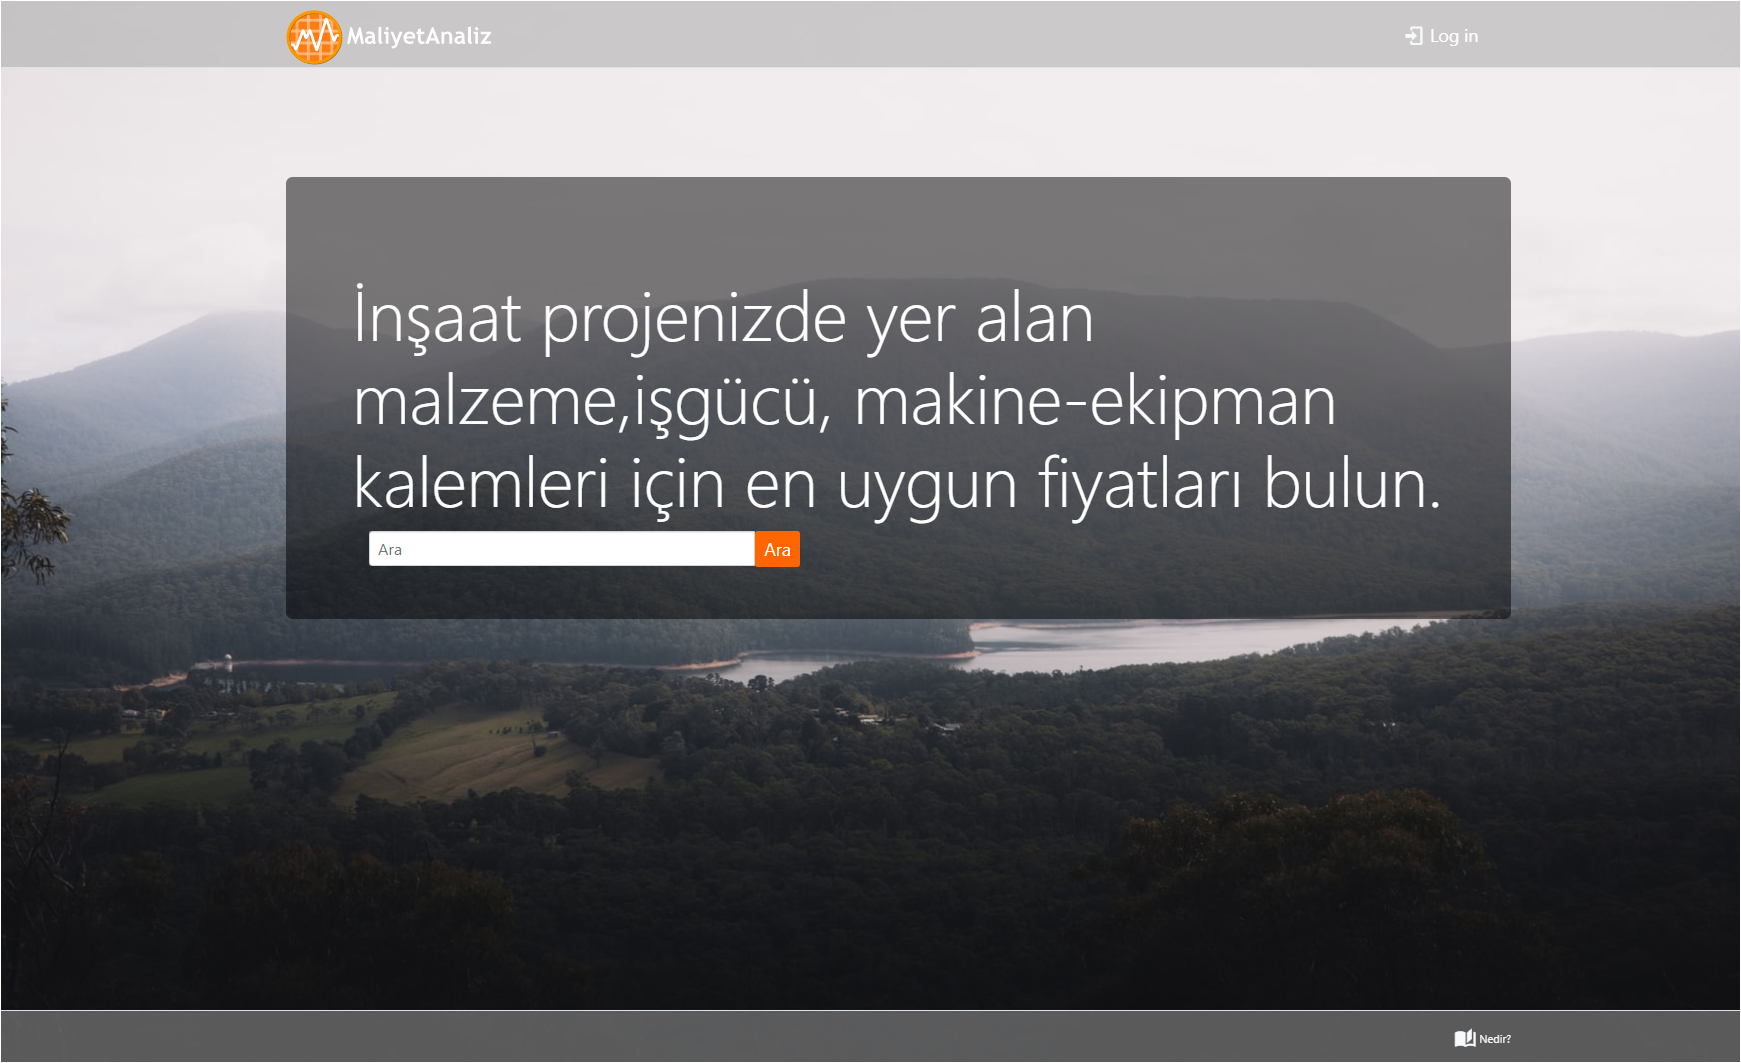 MaliyetAnaliz
Log in
İnşaat projenizde yer alan
malzeme,işgücü, makine-ekipman
kalemleri için en uygun fiyatları bulun.
Ara
Ara
Nedir?